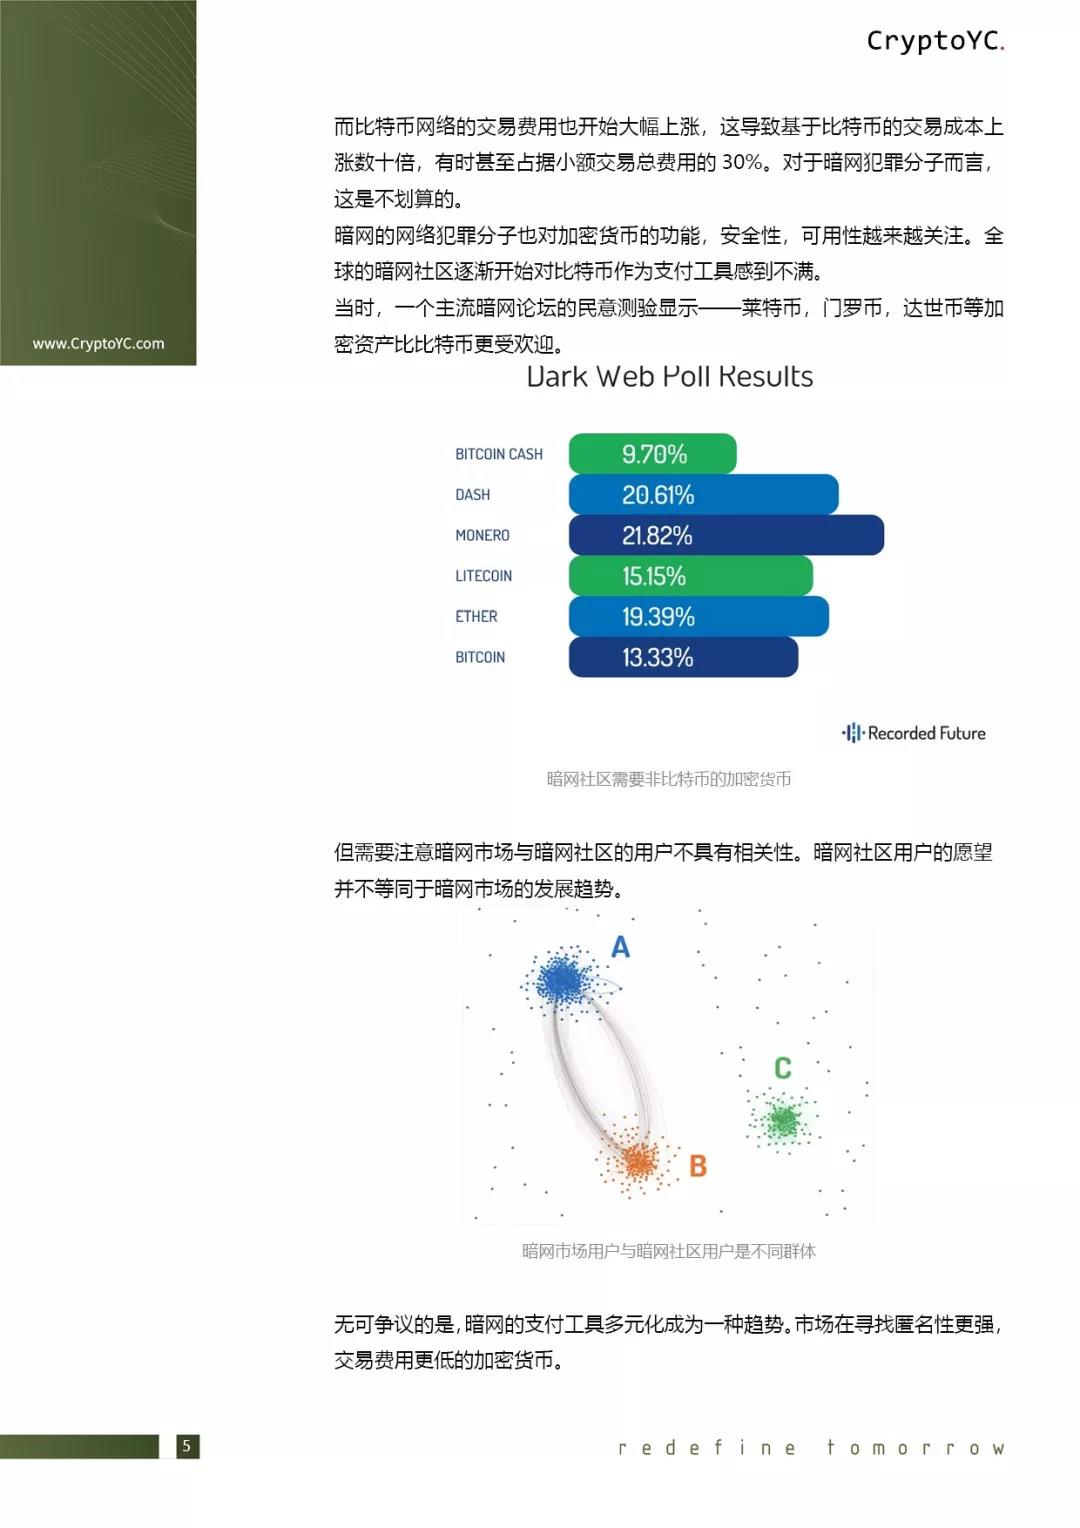 CryptoYC.
而比特币网络的交易费用也开始大幅上涨，这导致基于比特币的交易成本上
涨数十倍，有时甚至占据小额交易总费用的 30%。对于暗网犯罪分子而言，
这是不划算的。
暗网的网络犯罪分子也对加密货币的功能，安全性，可用性越来越关注。全
球的暗网社区逐渐开始对比特币作为支付工具感到不满。
当时，一个主流暗网论坛的民意测验显示——莱特币，门罗币，达世币等加
密资产比比特币更受欢迎。
www.CryptoYC.com
Dark Web Poll Results
BITCOIN CASH 9.70%
DASH 20.61%
MONERO 21.82%
LITECOIN 15.15%
ETHER 19.39%
BITCOIN 13.33%
Recorded Future
暗网社区需要非比特币的加密货币
但需要注意暗网市场与暗网社区的用户不具有相关性。暗网社区用户的愿望
并不等同于暗网市场的发展趋势。
A
C
B
暗网市场用户与暗网社区用户是不同群体
无可争议的是，暗网的支付工具多元化成为一种趋势。市场在寻找匿名性更强，
交易费用更低的加密货币。
5
redefine tomorrow